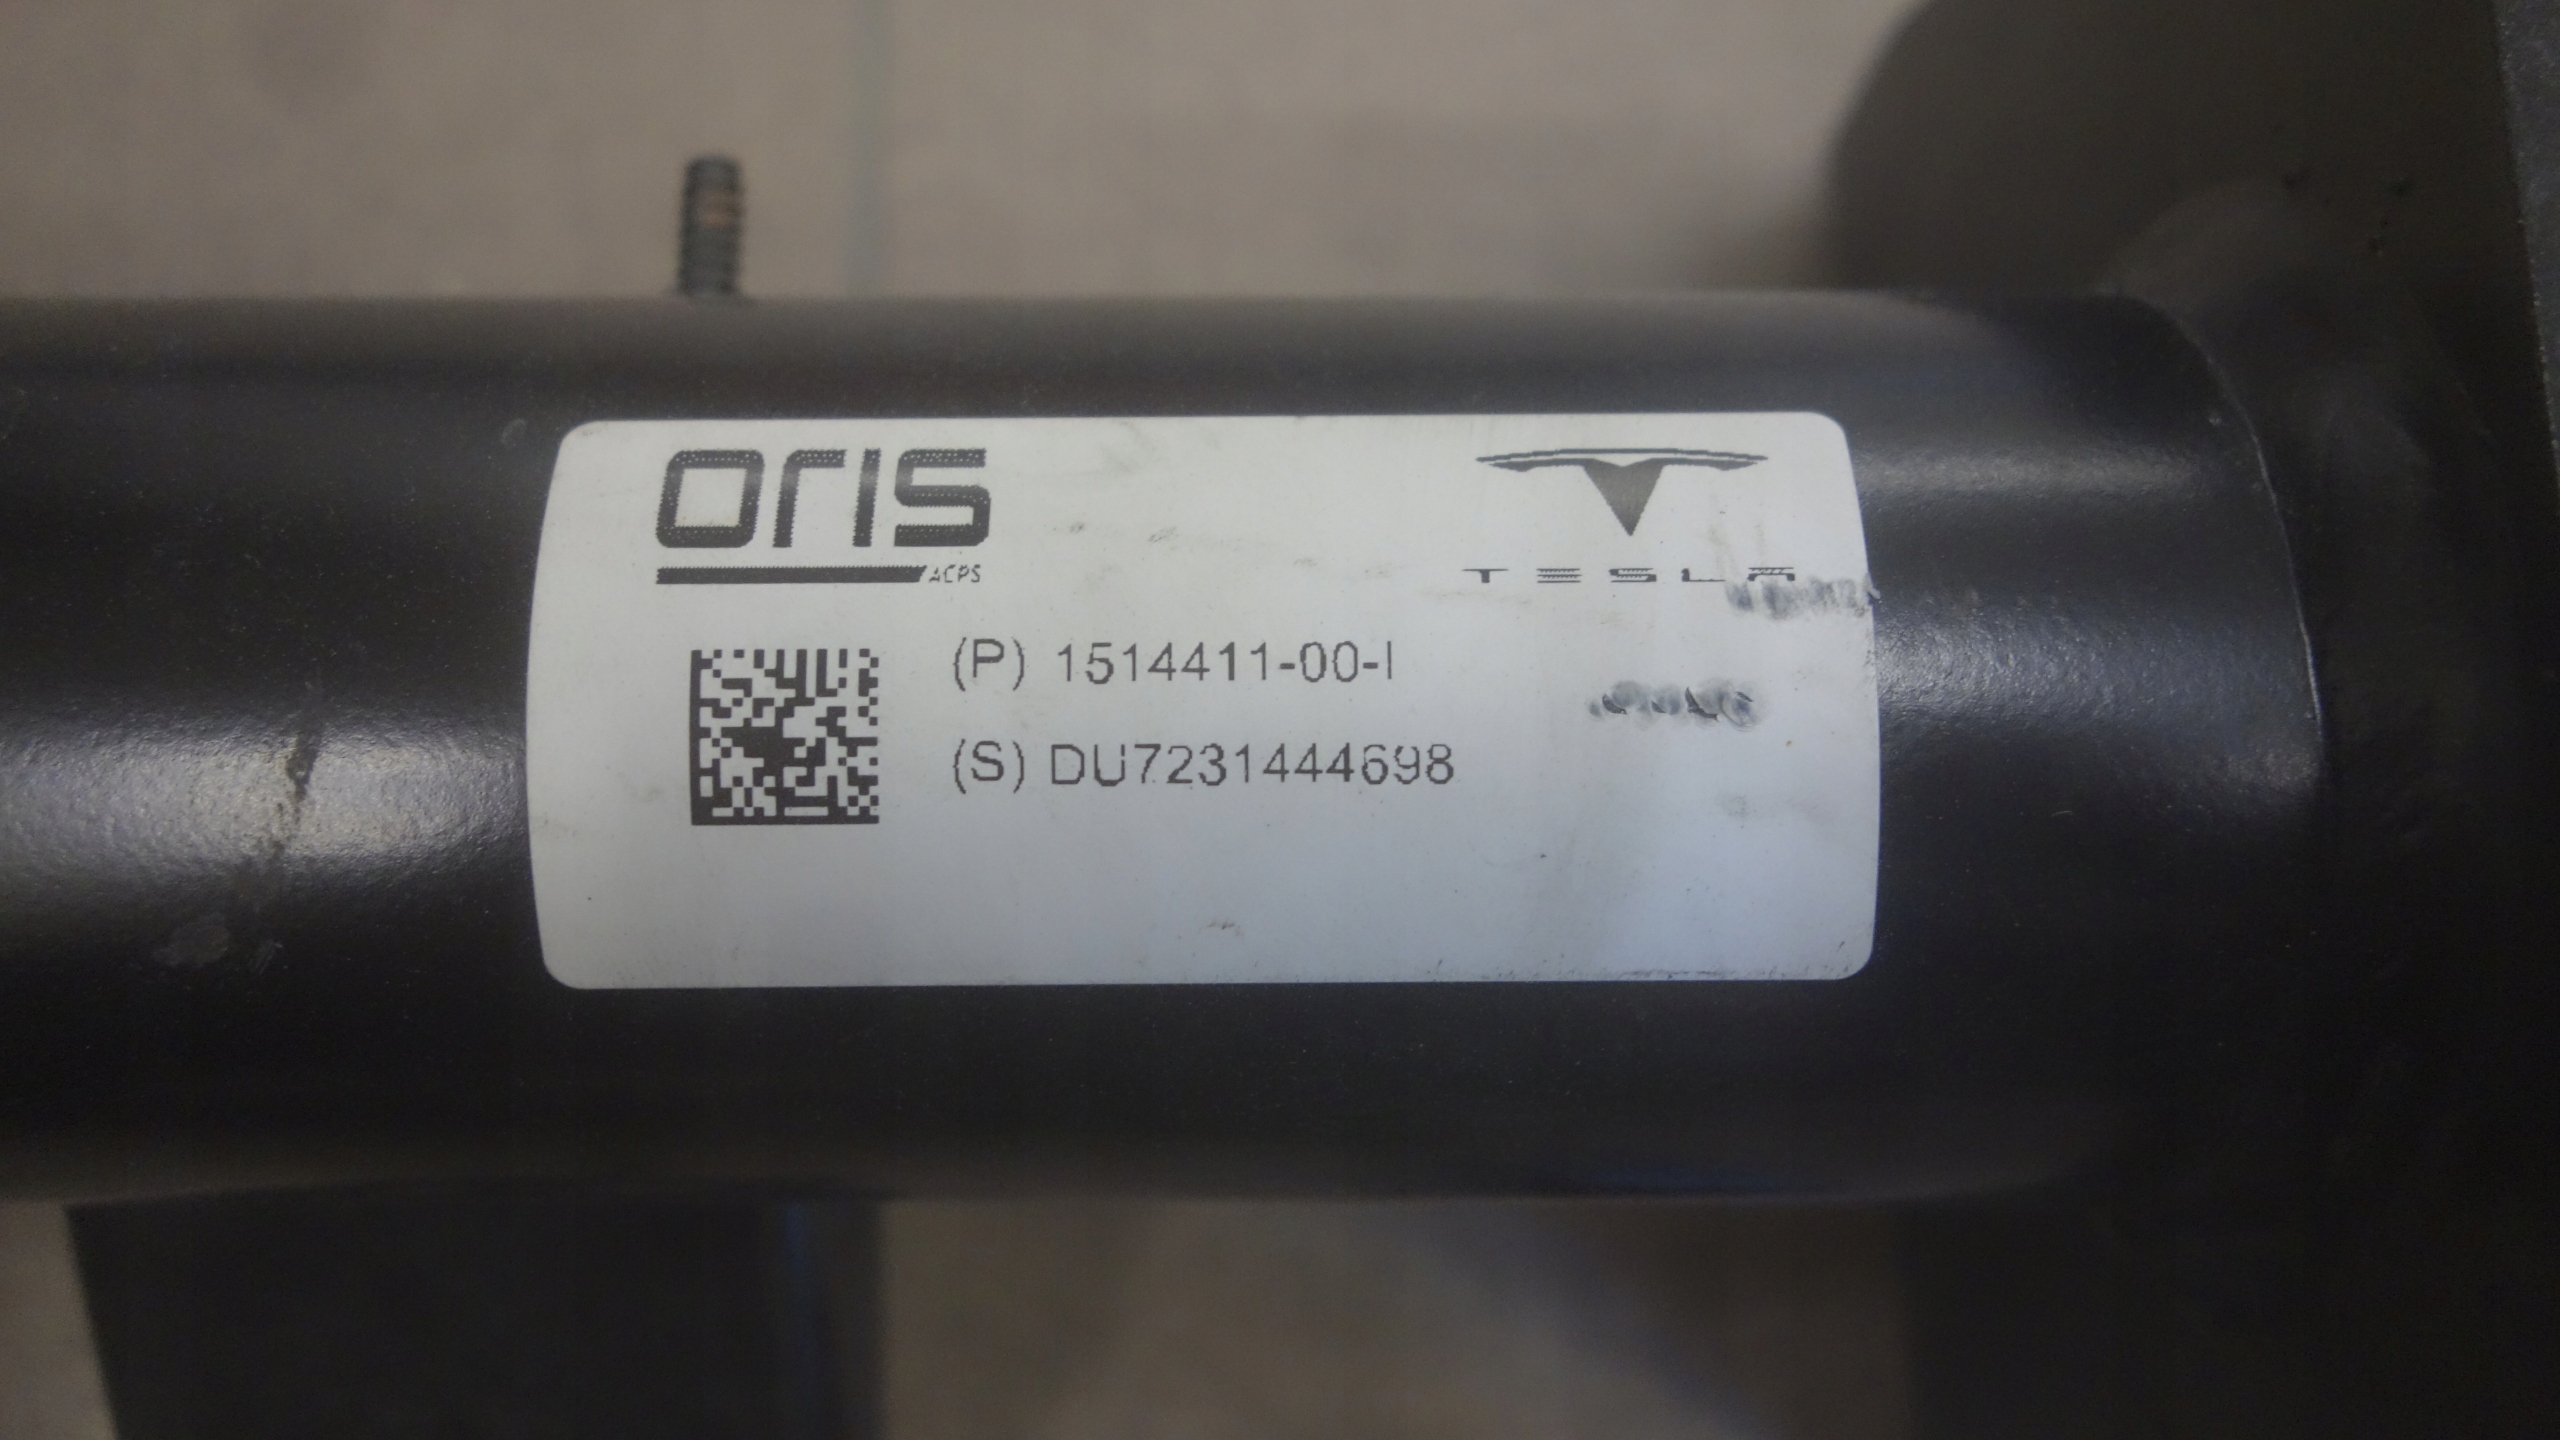 oris
ACPS
TESLA
(P) 1514411-00-I
(S) DU7231444698